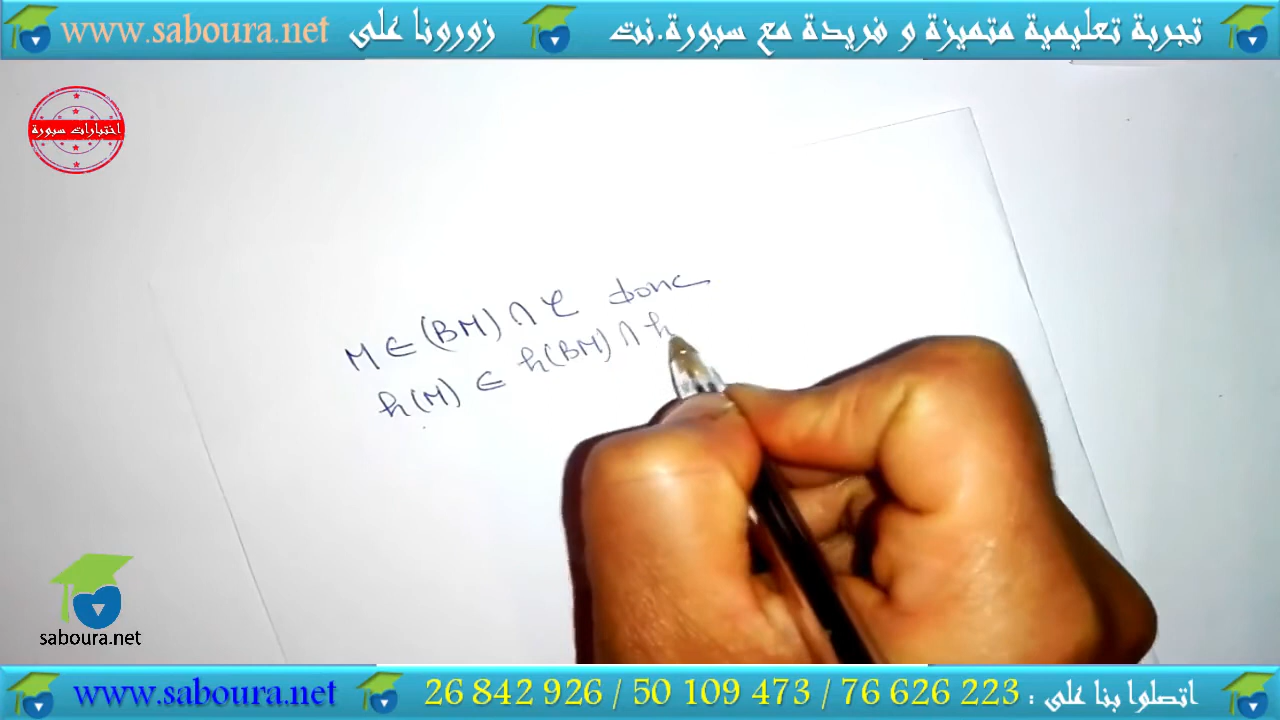 تجربة تعليمية متميزة و فريدة مع سبورة.نت زورونا على www.saboura.net
اختبارات سبورة
M ∈ (BM) ∩ ℒ donc
h(M) ∈ h(BM) ∩ h
saboura.net
اتصلوا بنا على : 26 842 926 / 50 109 473 / 76 626 223 www.saboura.net